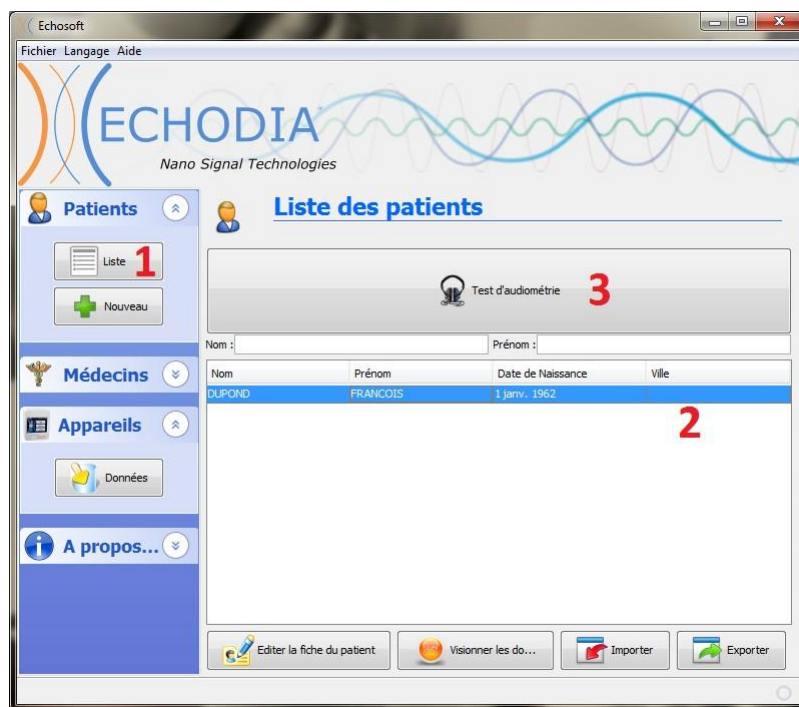 Echosoft
Fichier Langage Aide
ECHODIA
Nano Signal Technologies
Patients
Liste 1
Nouveau
Médecins
Appareils
Données
A propos...
Liste des patients
Test d'audiométrie 3
Nom : Prénom :
Nom Prénom Date de Naissance Ville
DUPOND FRANCOIS 1 janv. 1962
2
Editer la fiche du patient Visionner les do... Importer Exporter